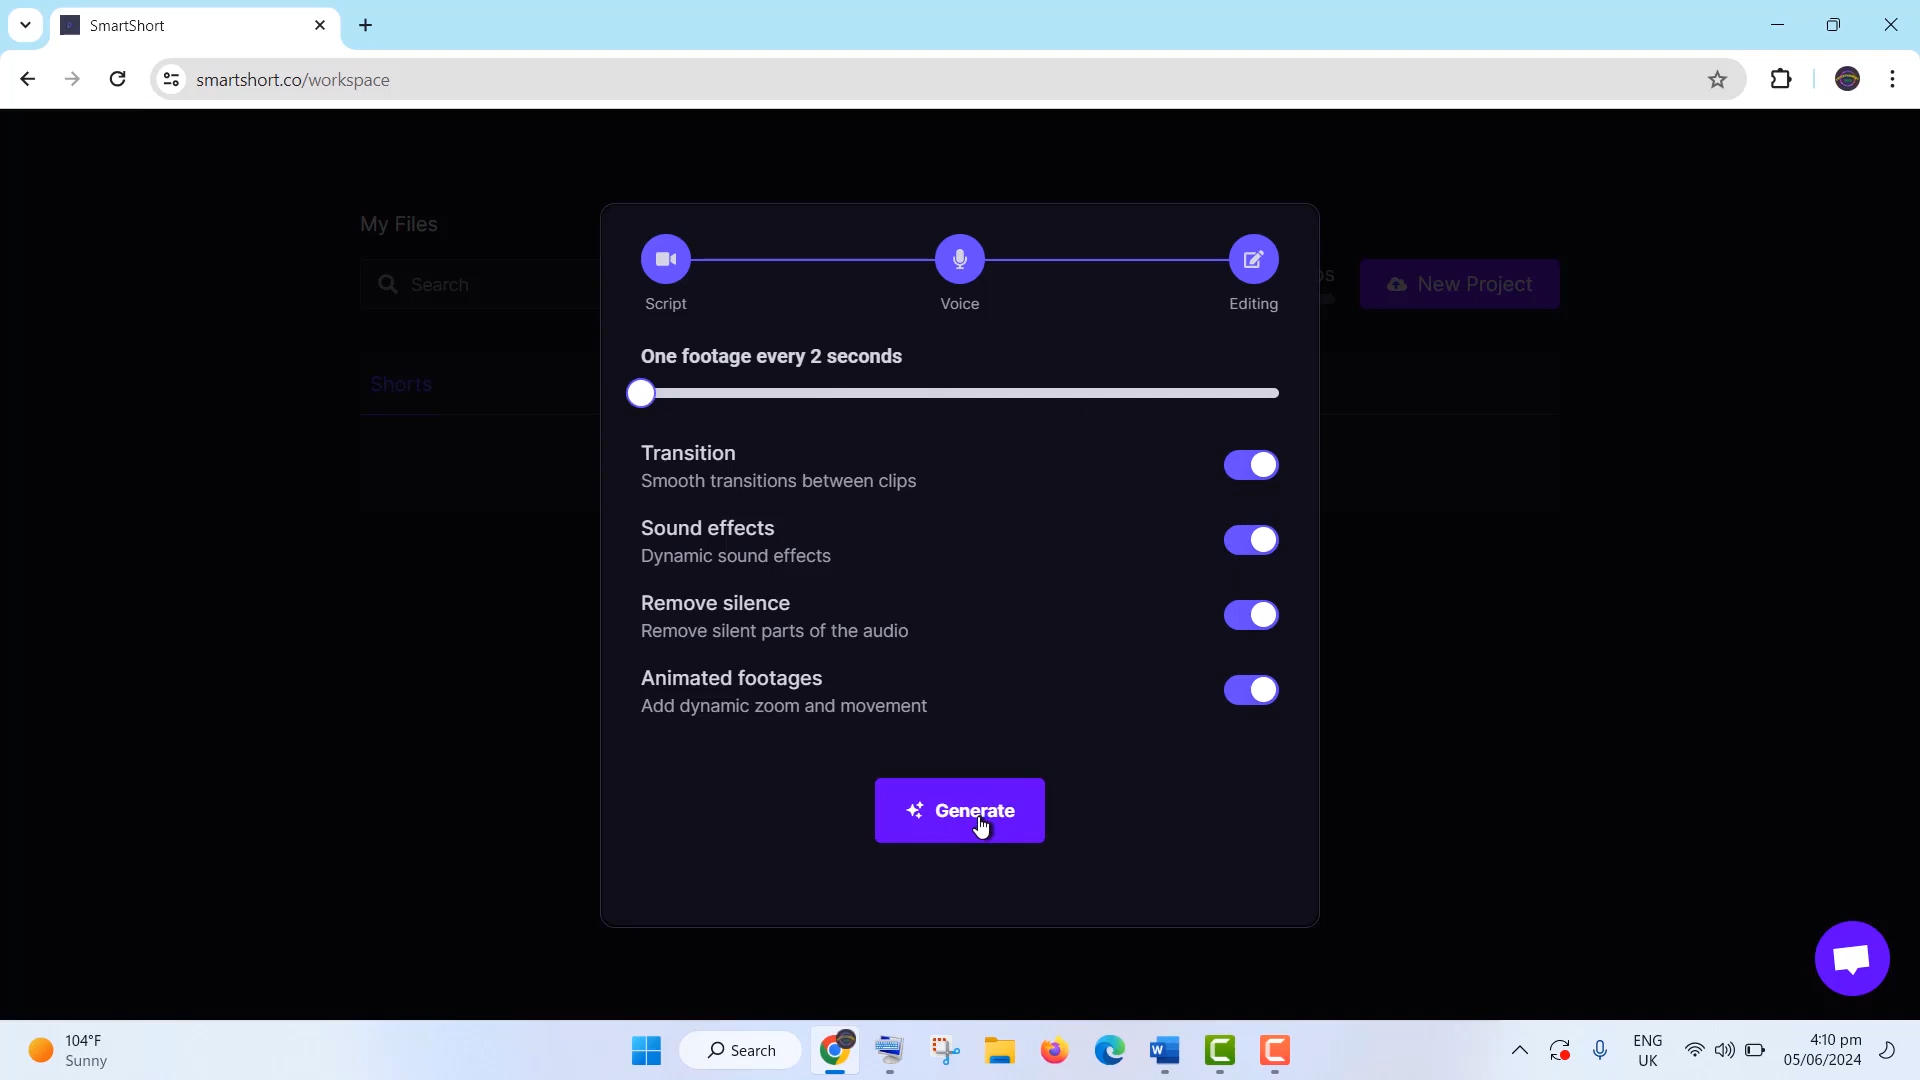 SmartShort
smartshort.co/workspace
My Files
Search
New Project
Shorts
Script
Voice
Editing
One footage every 2 seconds
Transition
Smooth transitions between clips
Sound effects
Dynamic sound effects
Remove silence
Remove silent parts of the audio
Animated footages
Add dynamic zoom and movement
Generate
104°F
Sunny
Search
ENG
UK
4:10 pm
05/06/2024